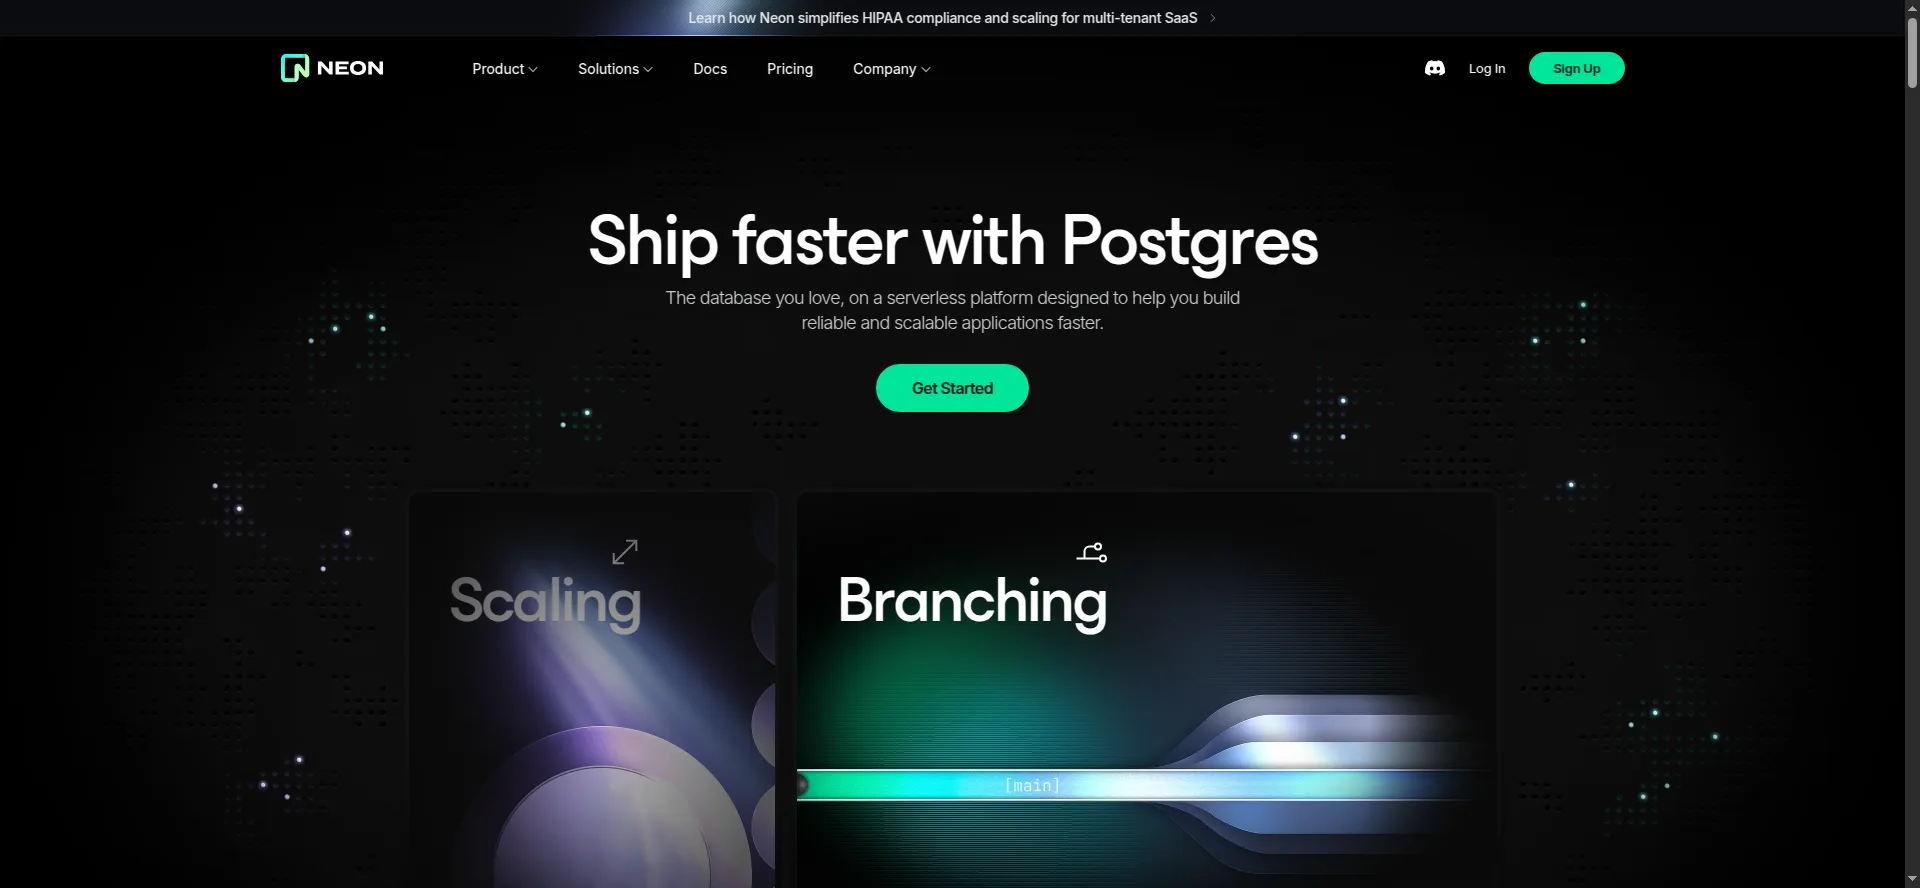 Learn how Neon simplifies HIPAA compliance and scaling for multi-tenant SaaS
NEON
Product
Solutions
Docs
Pricing
Company
Log In
Sign Up
Ship faster with Postgres
The database you love, on a serverless platform designed to help you build
reliable and scalable applications faster.
Get Started
Scaling
Branching
[main]